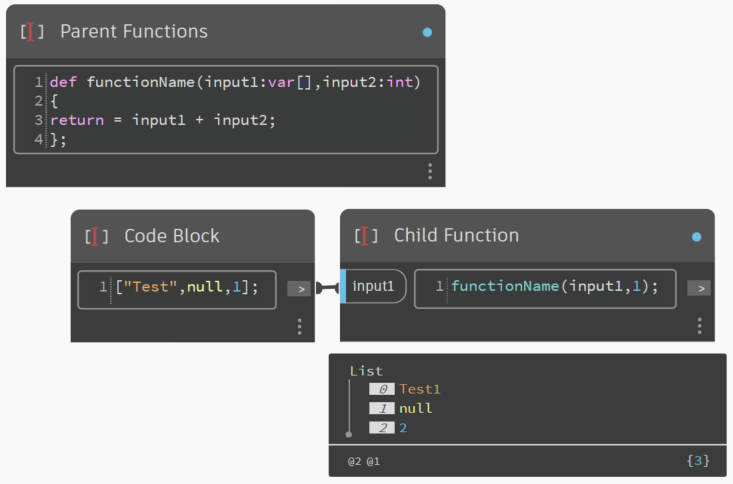 Parent Functions
1 def functionName(input1:var[],input2:int)
2 {
3 return = input1 + input2;
4 };
Code Block
1 ["Test",null,1];
>
Child Function
input1
1 functionName(input1,1);
>
List
0 Test1
1 null
2 2
@2 @1
{3}